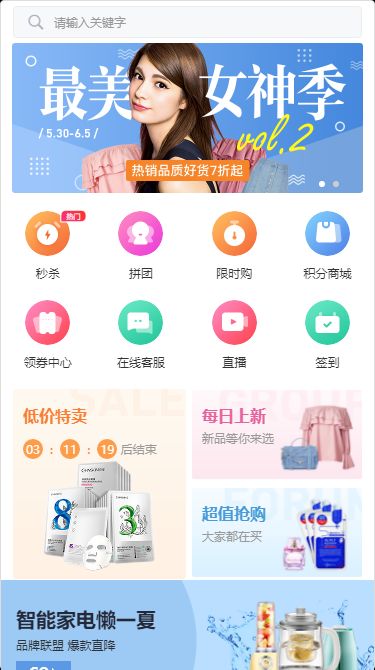 请输入关键字
最美 女神季
/ 5.30-6.5 /
vol.2
热销品质好货7折起
热门
秒杀 拼团 限时购 积分商城
领券中心 在线客服 直播 签到
SALE
低价特卖
03 : 11 : 19 后结束
8
3
GROUP
每日上新
新品等你来选
超值抢购
大家都在买
智能家电懒一夏
品牌联盟 爆款直降